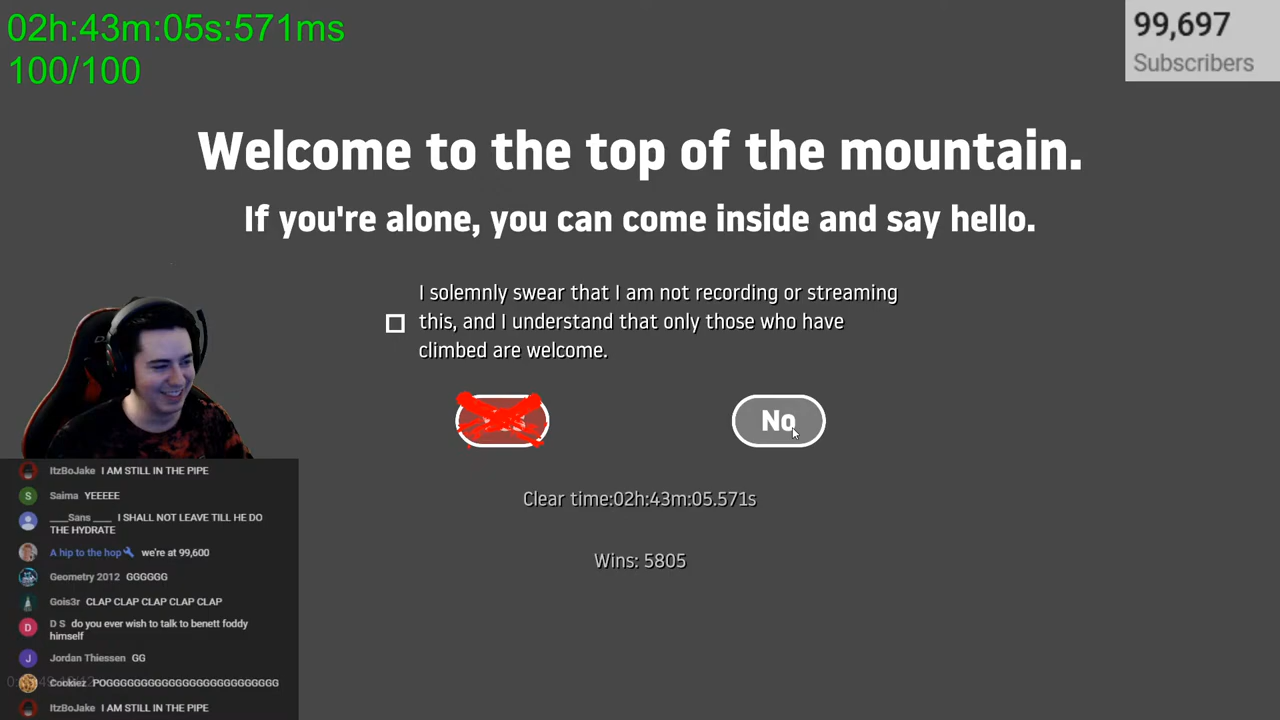 02h:43m:05s:571ms
100/100
99,697
Subscribers
Welcome to the top of the mountain.
If you're alone, you can come inside and say hello.
I solemnly swear that I am not recording or streaming
this, and I understand that only those who have
climbed are welcome.
No
Clear time:02h:43m:05.571s
Wins: 5805
ItzBoJake I AM STILL IN THE PIPE
S Saima YEEEEE
____Sans ____ I SHALL NOT LEAVE TILL HE DO
THE HYDRATE
A hip to the hop we're at 99,600
Geometry 2012 GGGGGG
Gois3r CLAP CLAP CLAP CLAP CLAP
D D S do you ever wish to talk to benett foddy
himself
J Jordan Thiessen GG
Cookiez POGGGGGGGGGGGGGGGGGGGGGGGGGG
ItzBoJake I AM STILL IN THE PIPE